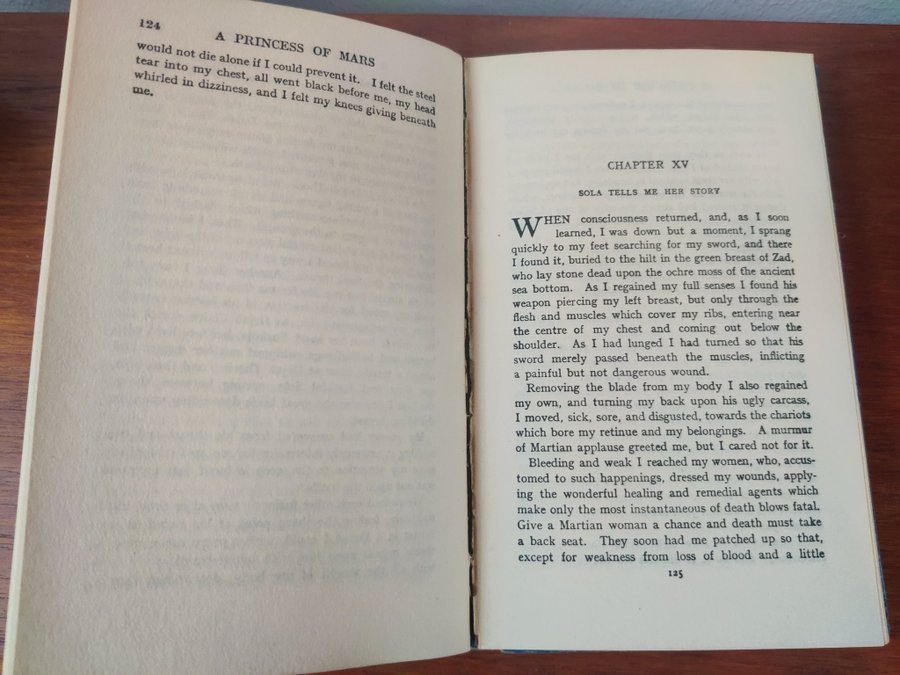 124
A PRINCESS OF MARS
would not die alone if I could prevent it. I felt the steel
tear into my chest, all went black before me, my head
whirled in dizziness, and I felt my knees giving beneath
me.
CHAPTER XV
SOLA TELLS ME HER STORY
WHEN consciousness returned, and, as I soon
learned, I was down but a moment, I sprang
quickly to my feet searching for my sword, and there
I found it, buried to the hilt in the green breast of Zad,
who lay stone dead upon the ochre moss of the ancient
sea bottom. As I regained my full senses I found his
weapon piercing my left breast, but only through the
flesh and muscles which cover my ribs, entering near
the centre of my chest and coming out below the
shoulder. As I had lunged I had turned so that his
sword merely passed beneath the muscles, inflicting
a painful but not dangerous wound.
Removing the blade from my body I also regained
my own, and turning my back upon his ugly carcass,
I moved, sick, sore, and disgusted, towards the chariots
which bore my retinue and my belongings. A murmur
of Martian applause greeted me, but I cared not for it.
Bleeding and weak I reached my women, who, accus-
tomed to such happenings, dressed my wounds, apply-
ing the wonderful healing and remedial agents which
make only the most instantaneous of death blows fatal.
Give a Martian woman a chance and death must take
a back seat. They soon had me patched up so that,
except for weakness from loss of blood and a little
125